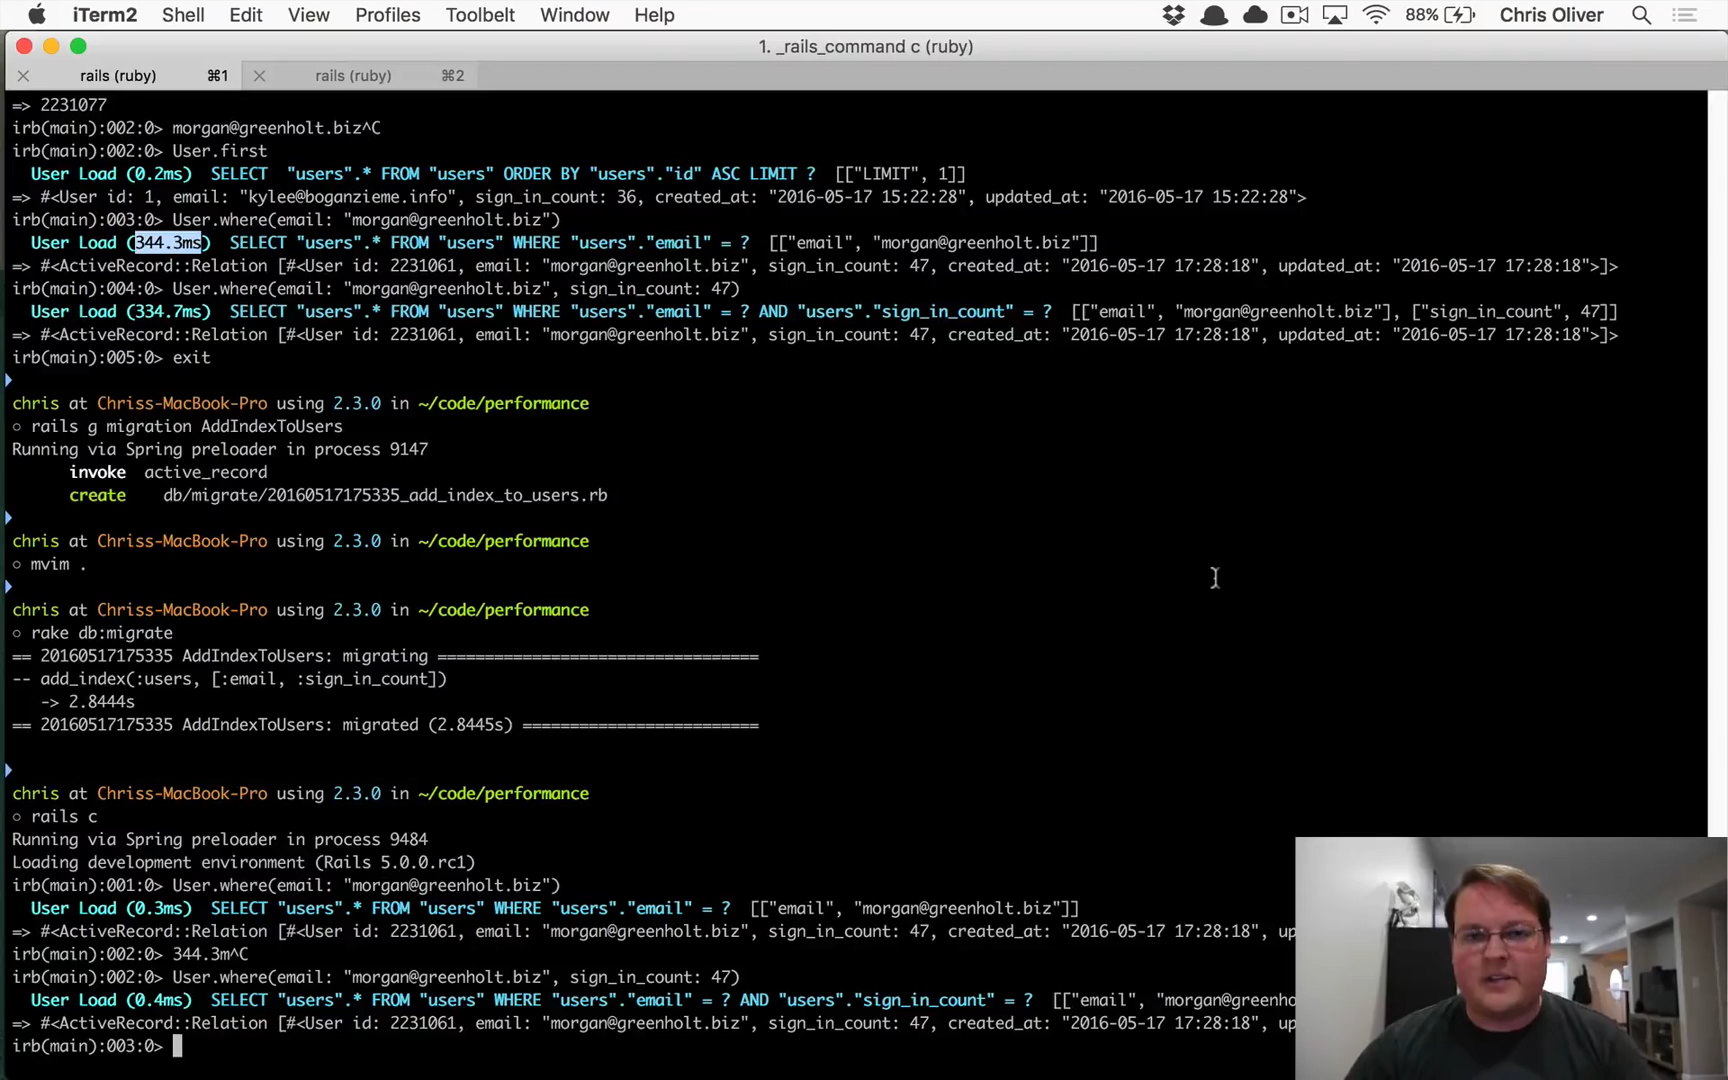 iTerm2 Shell Edit View Profiles Toolbelt Window Help 88% Chris Oliver
1. _rails_command c (ruby)
rails (ruby) ⌘1 rails (ruby) ⌘2
=> 2231077
irb(main):002:0> morgan@greenholt.biz^C
irb(main):002:0> User.first
User Load (0.2ms) SELECT "users".* FROM "users" ORDER BY "users"."id" ASC LIMIT ? [["LIMIT", 1]]
=> #<User id: 1, email: "kylee@boganzieme.info", sign_in_count: 36, created_at: "2016-05-17 15:22:28", updated_at: "2016-05-17 15:22:28">
irb(main):003:0> User.where(email: "morgan@greenholt.biz")
User Load (344.3ms) SELECT "users".* FROM "users" WHERE "users"."email" = ? [["email", "morgan@greenholt.biz"]]
=> #<ActiveRecord::Relation [#<User id: 2231061, email: "morgan@greenholt.biz", sign_in_count: 47, created_at: "2016-05-17 17:28:18", updated_at: "2016-05-17 17:28:18">]>
irb(main):004:0> User.where(email: "morgan@greenholt.biz", sign_in_count: 47)
User Load (334.7ms) SELECT "users".* FROM "users" WHERE "users"."email" = ? AND "users"."sign_in_count" = ? [["email", "morgan@greenholt.biz"], ["sign_in_count", 47]]
=> #<ActiveRecord::Relation [#<User id: 2231061, email: "morgan@greenholt.biz", sign_in_count: 47, created_at: "2016-05-17 17:28:18", updated_at: "2016-05-17 17:28:18">]>
irb(main):005:0> exit
chris at Chriss-MacBook-Pro using 2.3.0 in ~/code/performance
○ rails g migration AddIndexToUsers
Running via Spring preloader in process 9147
invoke active_record
create db/migrate/20160517175335_add_index_to_users.rb
chris at Chriss-MacBook-Pro using 2.3.0 in ~/code/performance
○ mvim .
chris at Chriss-MacBook-Pro using 2.3.0 in ~/code/performance
○ rake db:migrate
== 20160517175335 AddIndexToUsers: migrating ==================================
-- add_index(:users, [:email, :sign_in_count])
-> 2.8444s
== 20160517175335 AddIndexToUsers: migrated (2.8445s) =========================
chris at Chriss-MacBook-Pro using 2.3.0 in ~/code/performance
○ rails c
Running via Spring preloader in process 9484
Loading development environment (Rails 5.0.0.rc1)
irb(main):001:0> User.where(email: "morgan@greenholt.biz")
User Load (0.3ms) SELECT "users".* FROM "users" WHERE "users"."email" = ? [["email", "morgan@greenholt.biz"]]
=> #<ActiveRecord::Relation [#<User id: 2231061, email: "morgan@greenholt.biz", sign_in_count: 47, created_at: "2016-05-17 17:28:18", up
irb(main):002:0> 344.3m^C
irb(main):002:0> User.where(email: "morgan@greenholt.biz", sign_in_count: 47)
User Load (0.4ms) SELECT "users".* FROM "users" WHERE "users"."email" = ? AND "users"."sign_in_count" = ? [["email", "morgan@greenho
=> #<ActiveRecord::Relation [#<User id: 2231061, email: "morgan@greenholt.biz", sign_in_count: 47, created_at: "2016-05-17 17:28:18", up
irb(main):003:0>